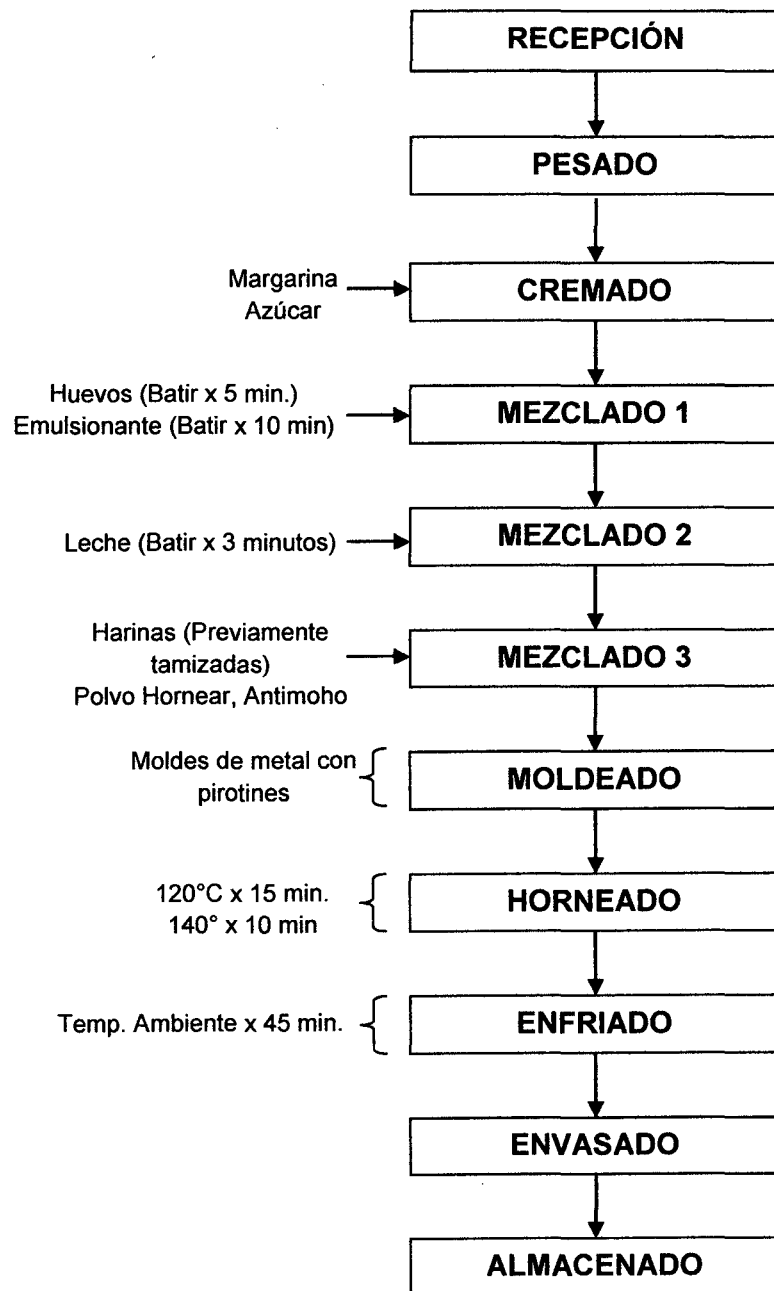 RECEPCIÓN
PESADO
Margarina
Azúcar
CREMADO
Huevos (Batir x 5 min.)
Emulsionante (Batir x 10 min)
MEZCLADO 1
Leche (Batir x 3 minutos)
MEZCLADO 2
Harinas (Previamente
tamizadas)
Polvo Hornear, Antimoho
MEZCLADO 3
Moldes de metal con
pirotines
MOLDEADO
120°C x 15 min.
140° x 10 min
HORNEADO
Temp. Ambiente x 45 min.
ENFRIADO
ENVASADO
ALMACENADO